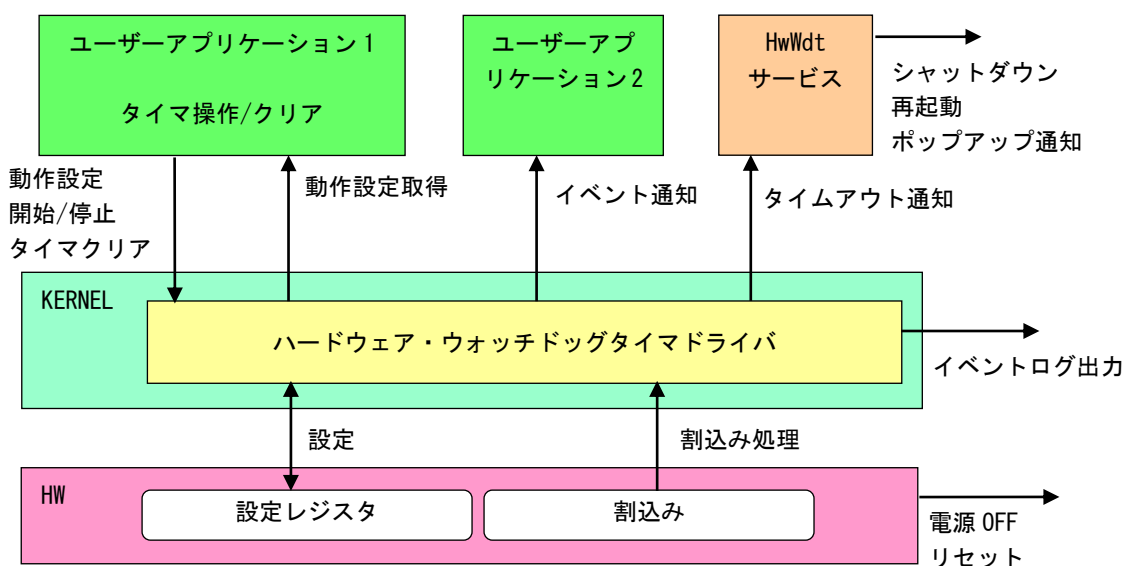 ユーザーアプリケーション1
タイマ操作/クリア
ユーザーアプ
リケーション2
HwWdt
サービス
シャットダウン
再起動
ポップアップ通知
動作設定
開始/停止
タイマクリア
動作設定取得
イベント通知
タイムアウト通知
KERNEL
ハードウェア・ウォッチドッグタイマドライバ
イベントログ出力
設定
割込み処理
HW
設定レジスタ
割込み
電源OFF
リセット